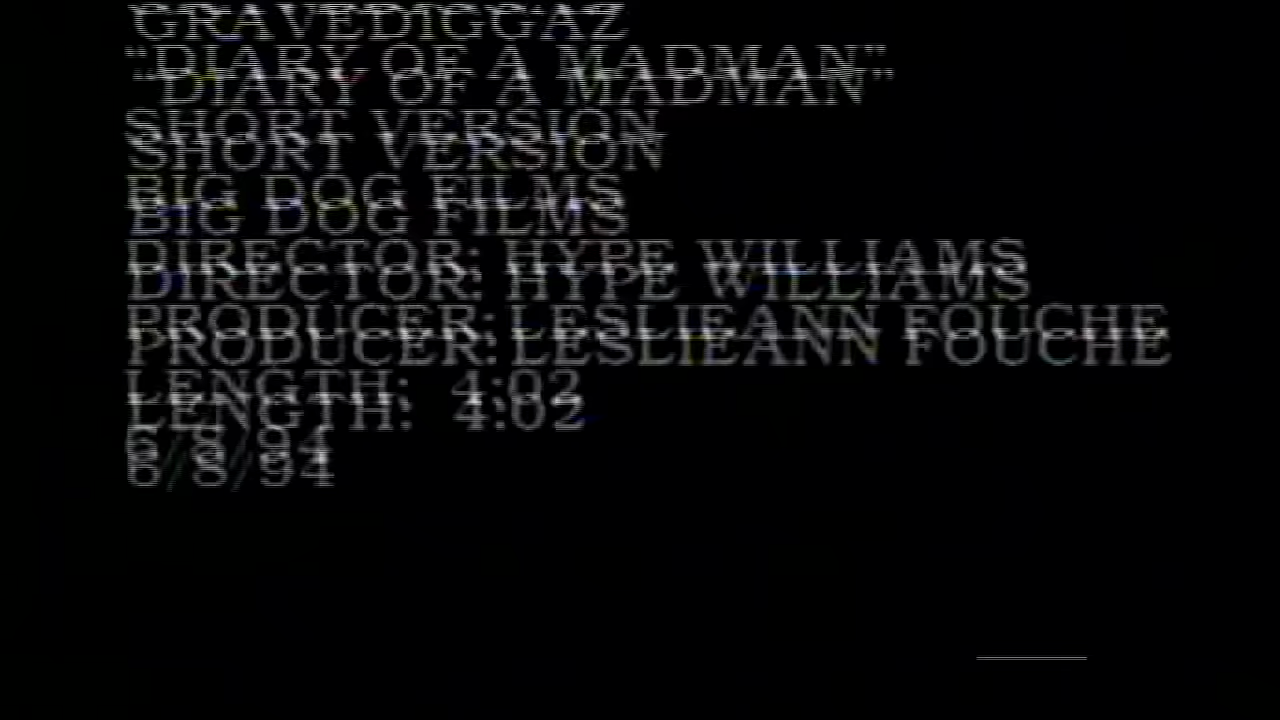 GRAVEDIGGAZ
"DIARY OF A MADMAN"
SHORT VERSION
BIG DOG FILMS
DIRECTOR: HYPE WILLIAMS
PRODUCER: LESLIEANN FOUCHE
LENGTH: 4:02
6/8/94